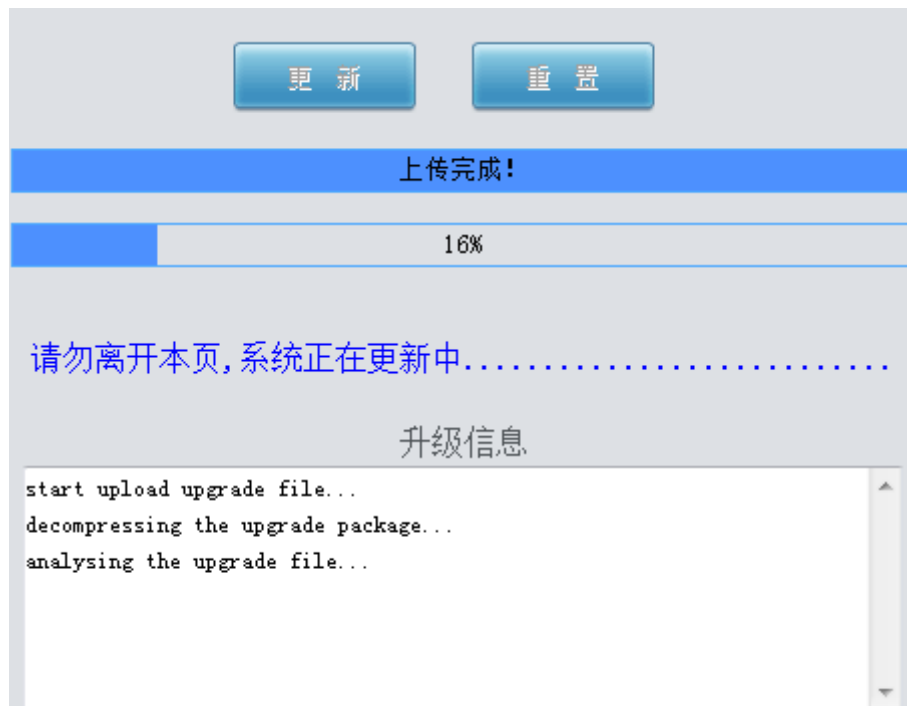 更 新 重 置
上传完成!
16%
请勿离开本页,系统正在更新中............................
升级信息
start upload upgrade file...
decompressing the upgrade package...
analysing the upgrade file...